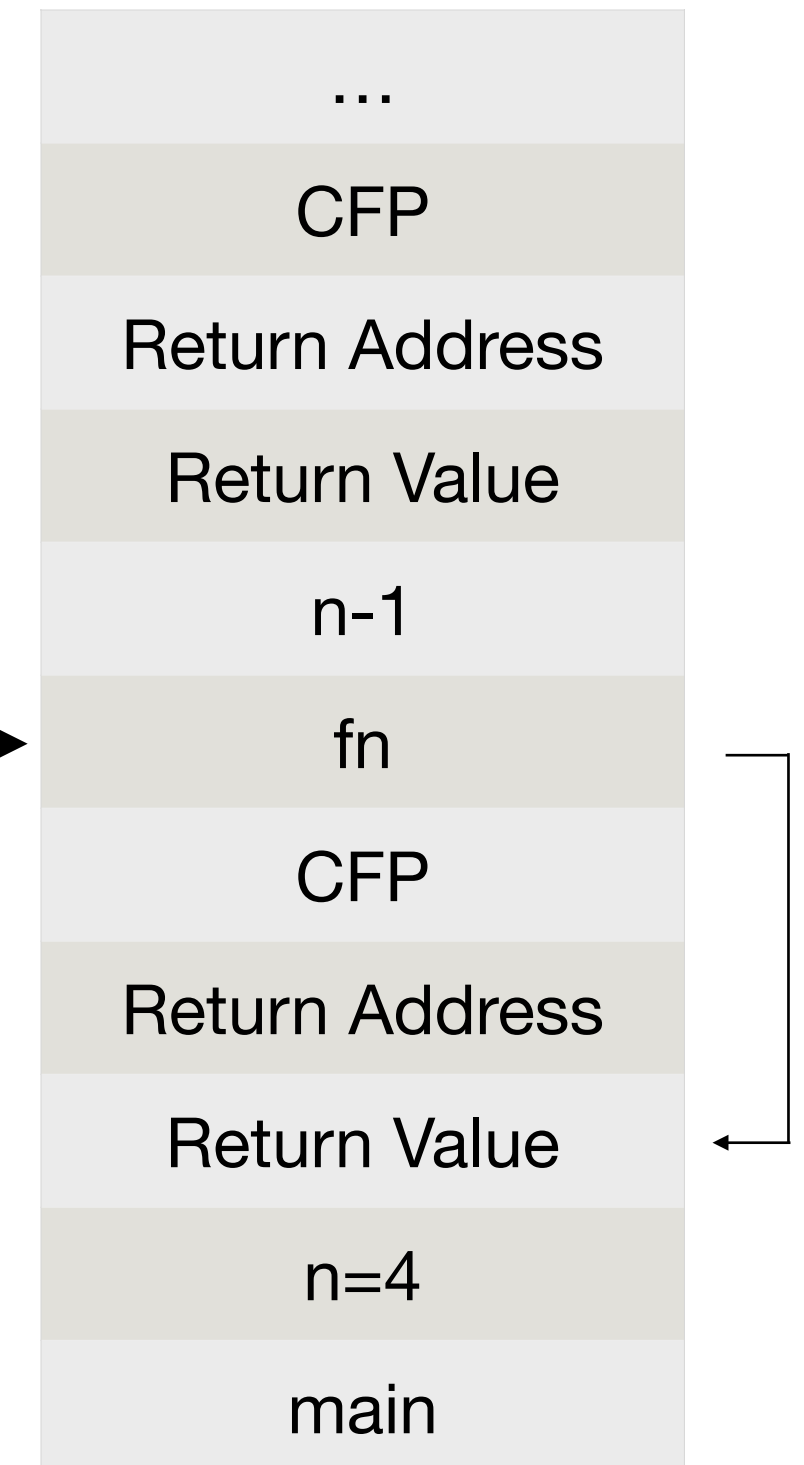 ...
CFP
Return Address
Return Value
n-1
fn
CFP
Return Address
Return Value
n=4
main